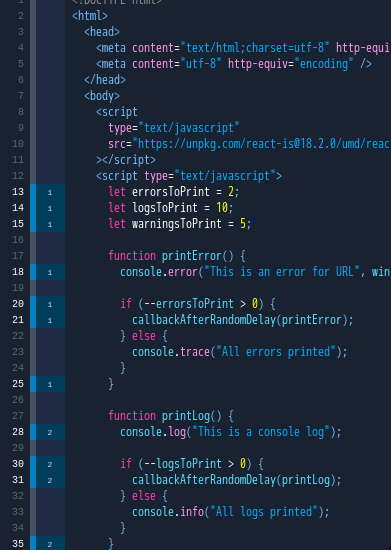 <!DOCTYPE html>
2 <html>
3 <head>
4 <meta content="text/html;charset=utf-8" http-equi
5 <meta content="utf-8" http-equiv="encoding" />
6 </head>
7 <body>
8 <script
9 type="text/javascript"
10 src="https://unpkg.com/react-is@18.2.0/umd/reac
11 ></script>
12 <script type="text/javascript">
13 1 let errorsToPrint = 2;
14 1 let logsToPrint = 10;
15 1 let warningsToPrint = 5;
16
17 function printError() {
18 1 console.error("This is an error for URL", win
19
20 1 if (--errorsToPrint > 0) {
21 1 callbackAfterRandomDelay(printError);
22 } else {
23 console.trace("All errors printed");
24 }
25 1 }
26
27 function printLog() {
28 2 console.log("This is a console log");
29
30 2 if (--logsToPrint > 0) {
31 2 callbackAfterRandomDelay(printLog);
32 } else {
33 console.info("All logs printed");
34 }
35 2 }